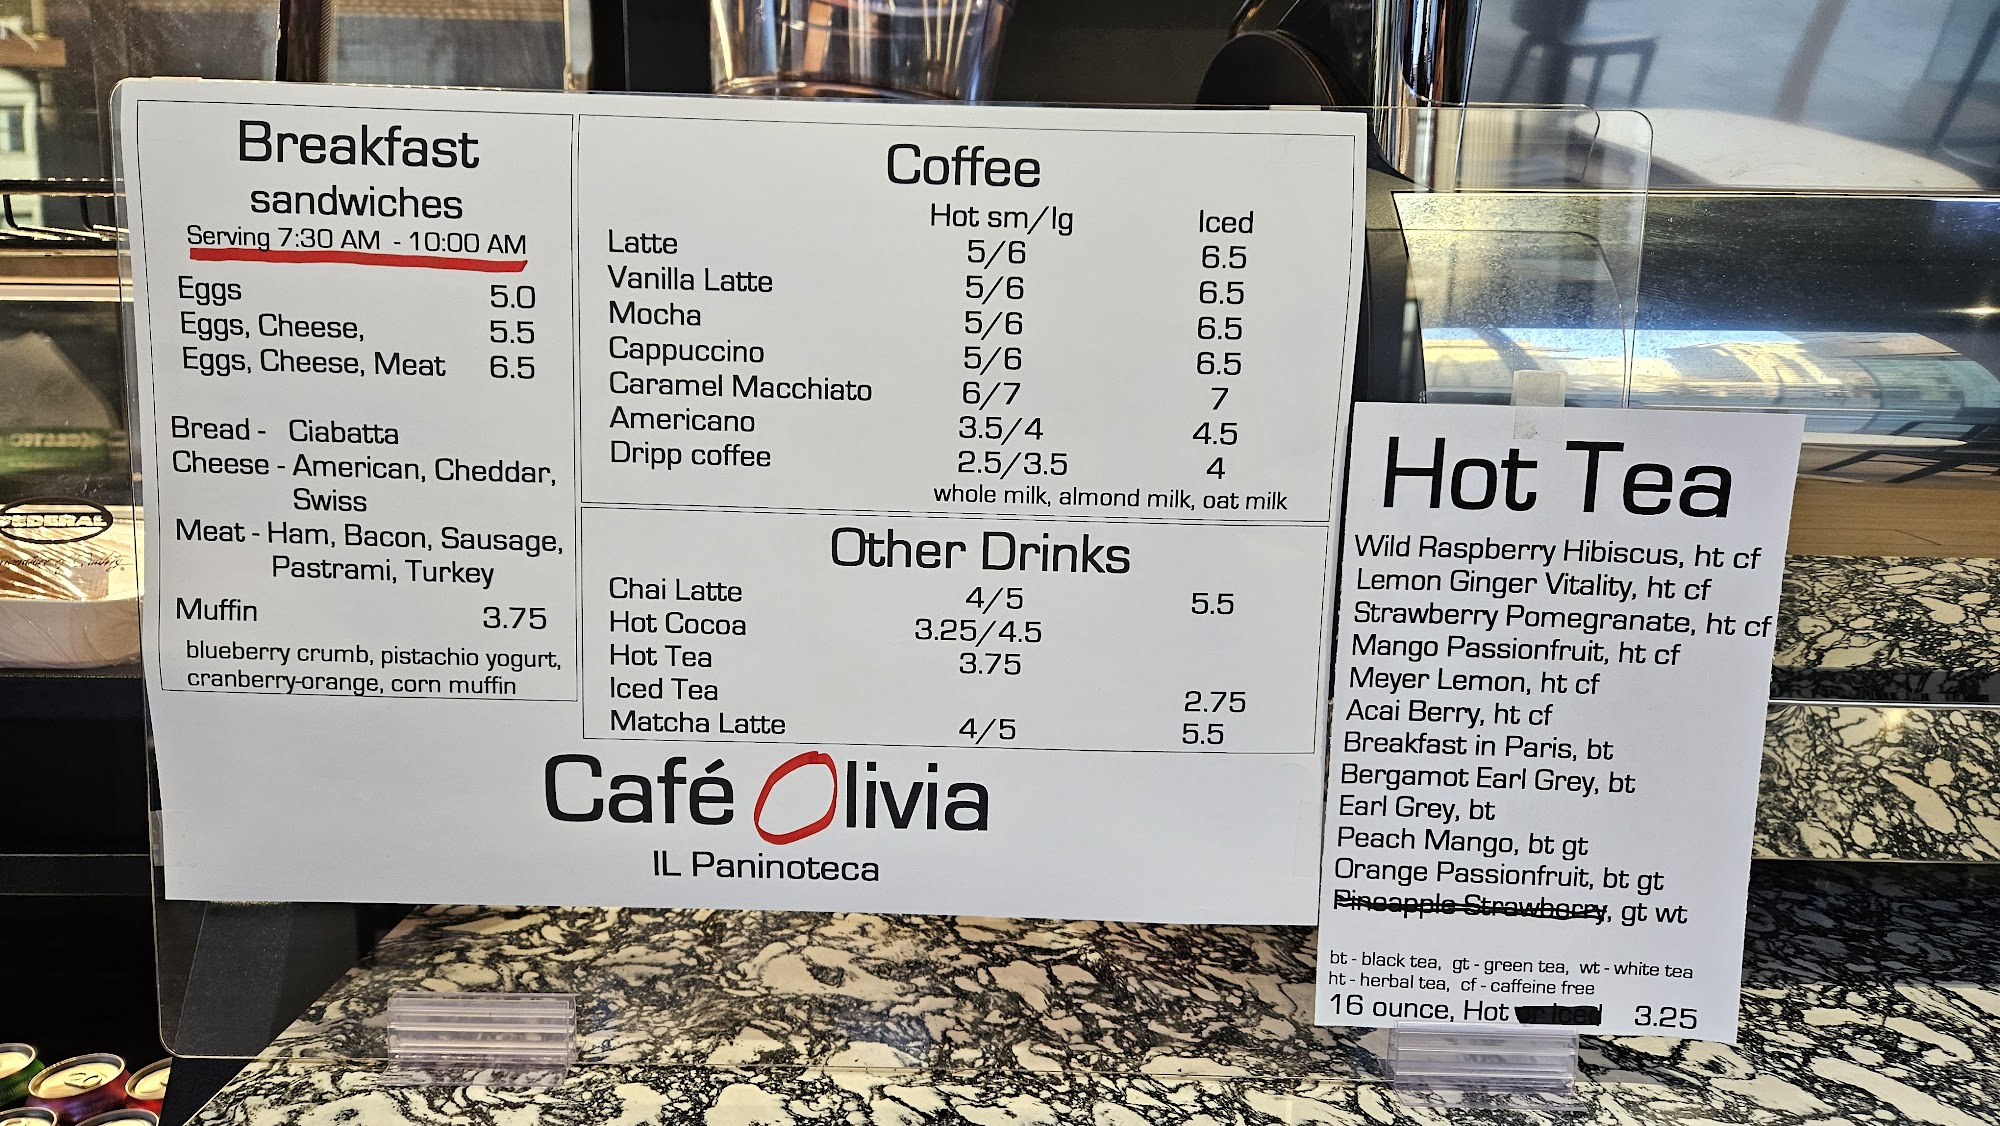 Breakfast
sandwiches
Serving 7:30 AM - 10:00 AM
Eggs 5.0
Eggs, Cheese, 5.5
Eggs, Cheese, Meat 6.5
Bread - Ciabatta
Cheese - American, Cheddar,
Swiss
Meat - Ham, Bacon, Sausage,
Pastrami, Turkey
Muffin 3.75
blueberry crumb, pistachio yogurt,
cranberry-orange, corn muffin
Coffee
Hot sm/lg Iced
Latte 5/6 6.5
Vanilla Latte 5/6 6.5
Mocha 5/6 6.5
Cappuccino 5/6 6.5
Caramel Macchiato 6/7 7
Americano 3.5/4 4.5
Dripp coffee 2.5/3.5 4
whole milk, almond milk, oat milk
Other Drinks
Chai Latte 4/5 5.5
Hot Cocoa 3.25/4.5
Hot Tea 3.75
Iced Tea 2.75
Matcha Latte 4/5 5.5
Café Olivia
IL Paninoteca
Hot Tea
Wild Raspberry Hibiscus, ht cf
Lemon Ginger Vitality, ht cf
Strawberry Pomegranate, ht cf
Mango Passionfruit, ht cf
Meyer Lemon, ht cf
Acai Berry, ht cf
Breakfast in Paris, bt
Bergamot Earl Grey, bt
Earl Grey, bt
Peach Mango, bt gt
Orange Passionfruit, bt gt
Pineapple Strawberry, gt wt
bt - black tea, gt - green tea, wt - white tea
ht - herbal tea, cf - caffeine free
16 ounce, Hot or Iced 3.25
FEDERAL